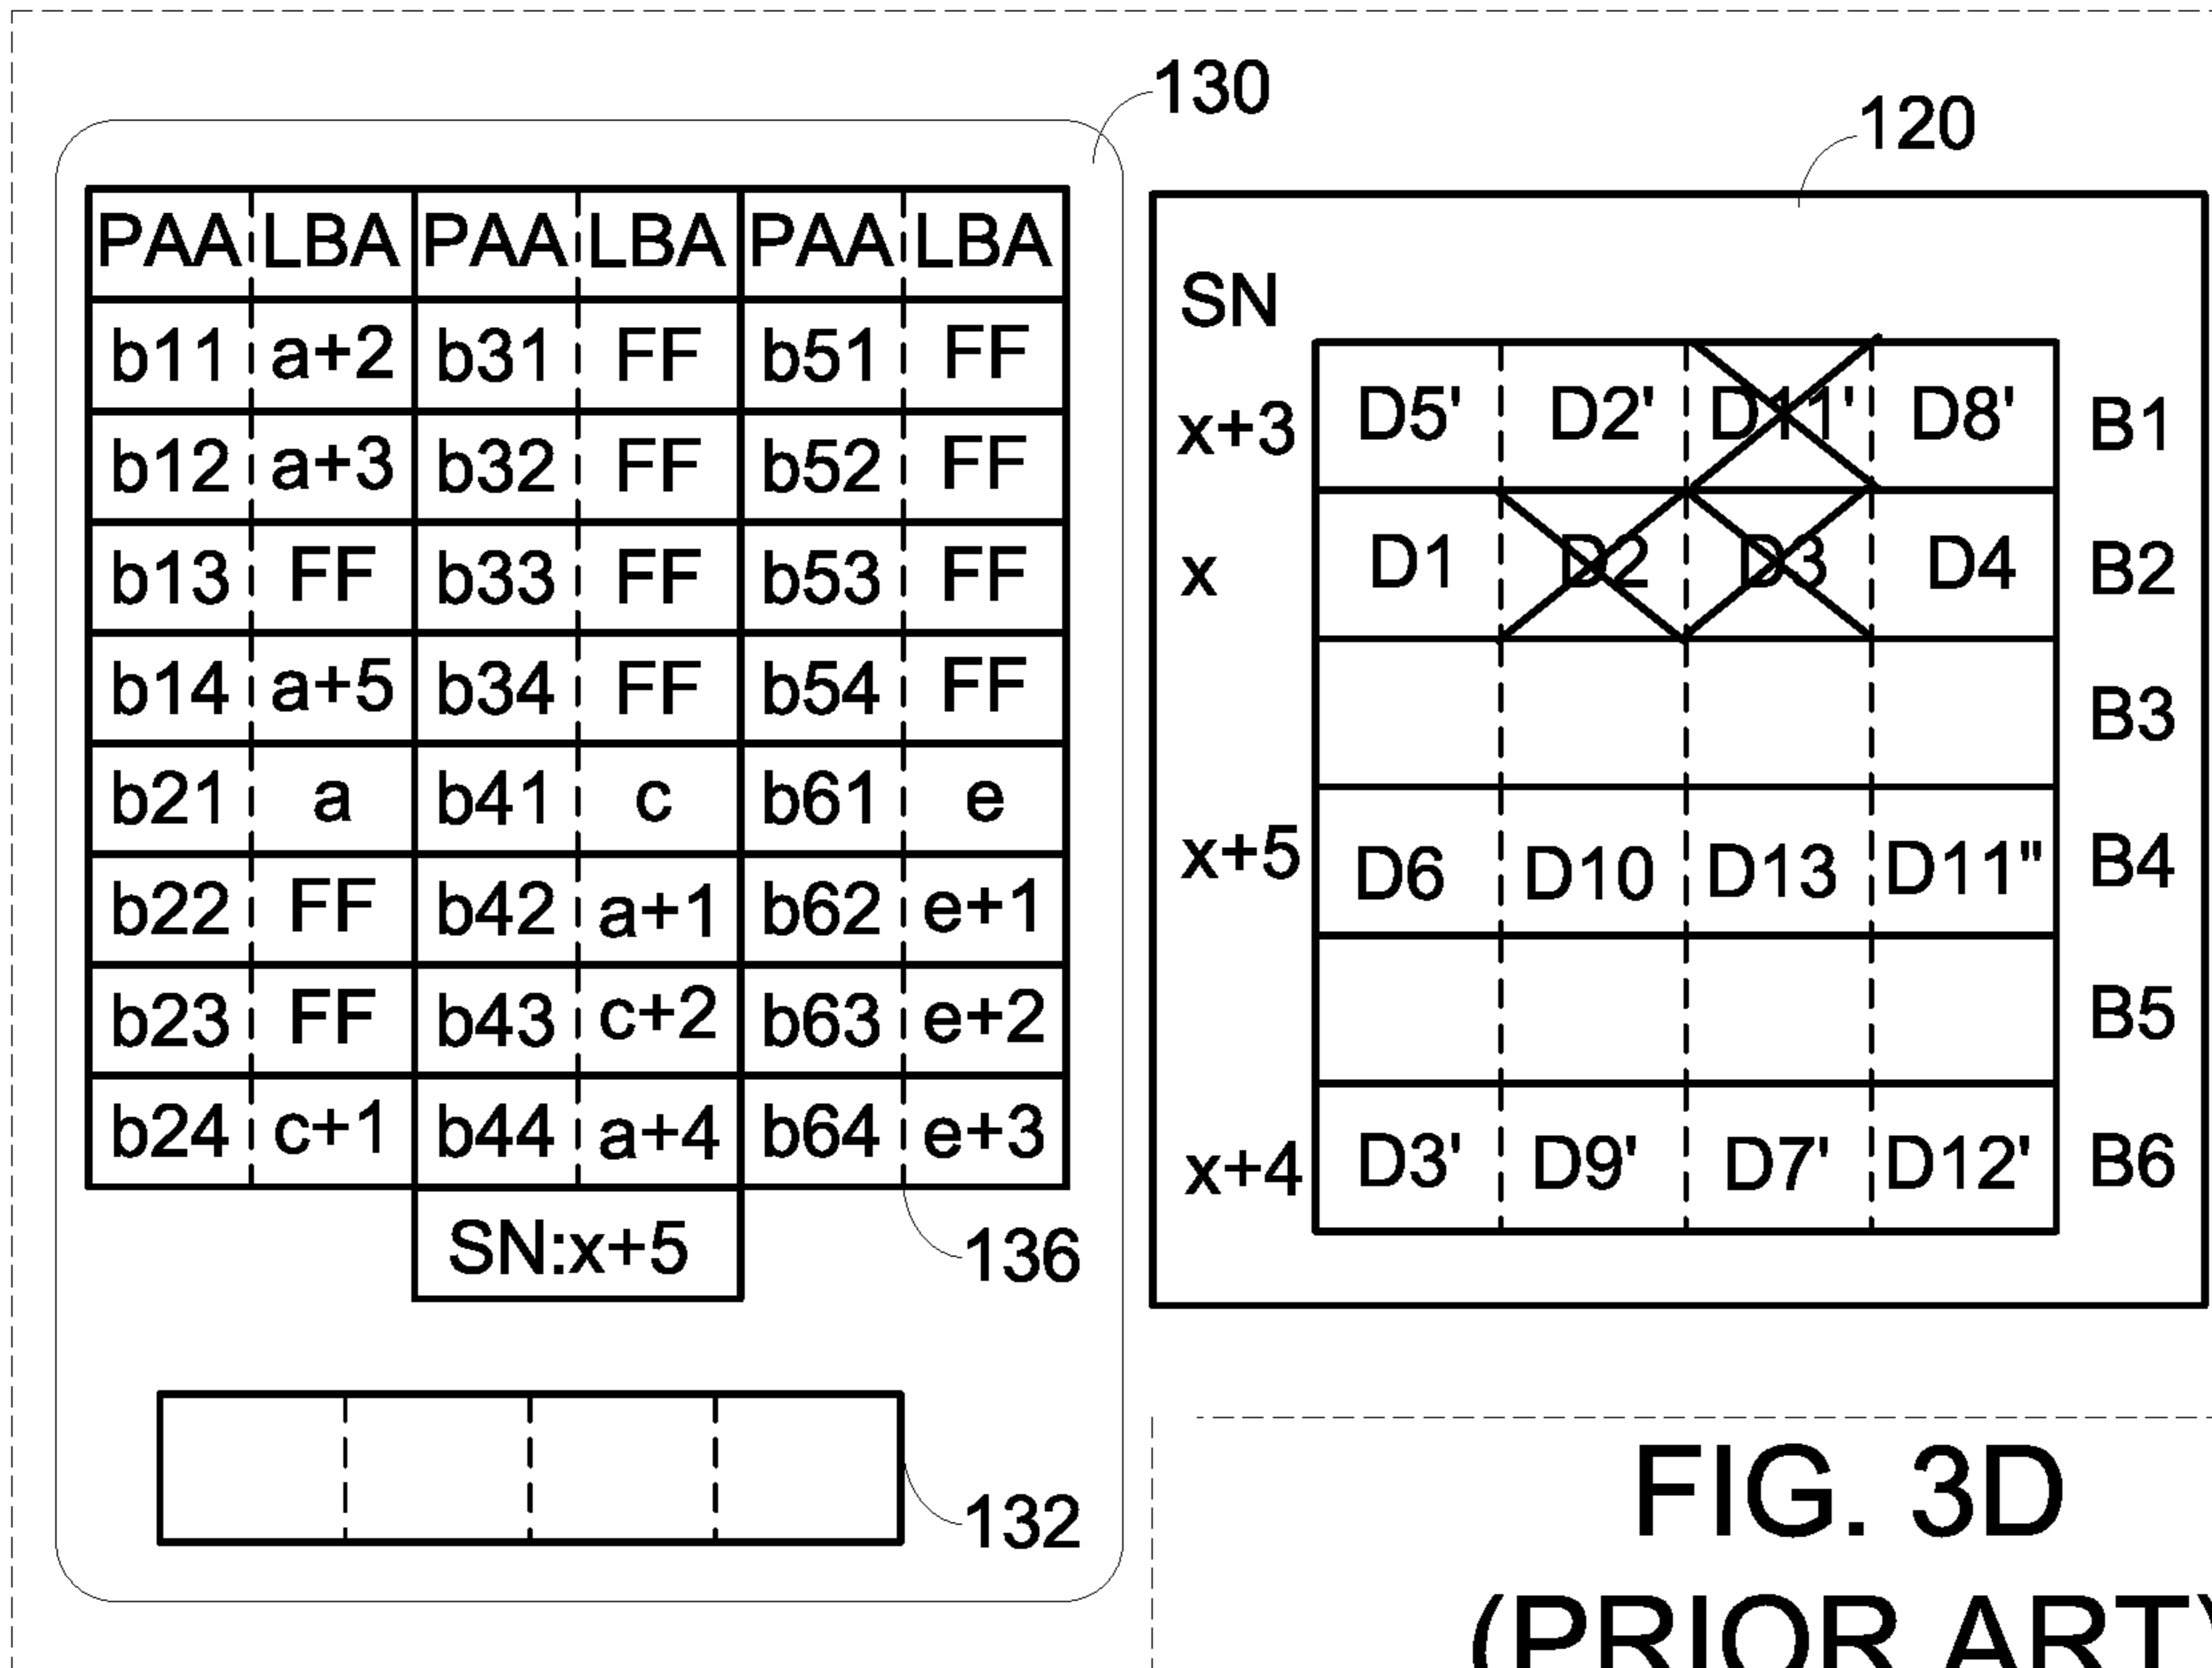 130
120
PAA LBA PAA LBA PAA LBA
b11 a+2 b31 FF b51 FF
b12 a+3 b32 FF b52 FF
b13 FF b33 FF b53 FF
b14 a+5 b34 FF b54 FF
b21 a b41 c b61 e
b22 FF b42 a+1 b62 e+1
b23 FF b43 c+2 b63 e+2
b24 c+1 b44 a+4 b64 e+3
SN:x+5
136
132
SN
x+3 D5' D2' D11' D8' B1
x D1 D2 D3 D4 B2
B3
x+5 D6 D10 D13 D11" B4
B5
x+4 D3' D9' D7' D12' B6
FIG. 3D
(PRIOR ART)